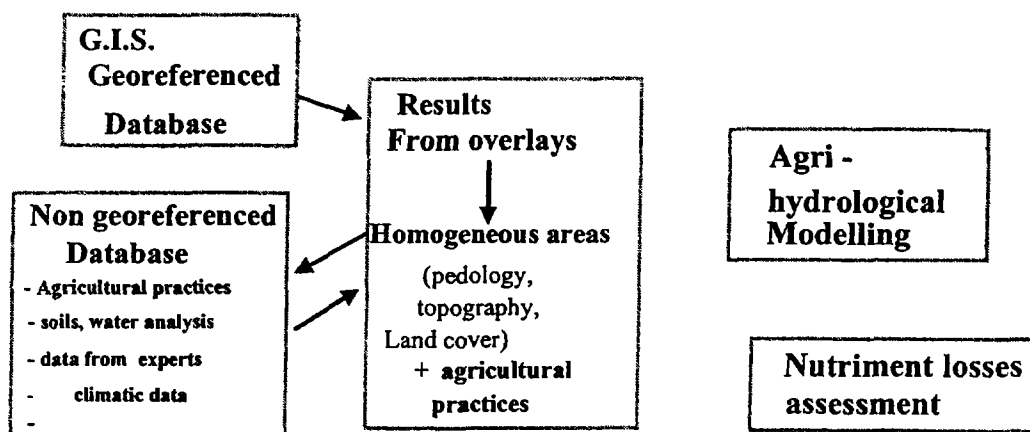 G.I.S.
Georeferenced
Database
Non georeferenced
Database
- Agricultural practices
- soils, water analysis
- data from experts
- climatic data
-
Results
From overlays
Homogeneous areas
(pedology,
topography,
Land cover)
+ agricultural
practices
Agri -
hydrological
Modelling
Nutriment losses
assessment